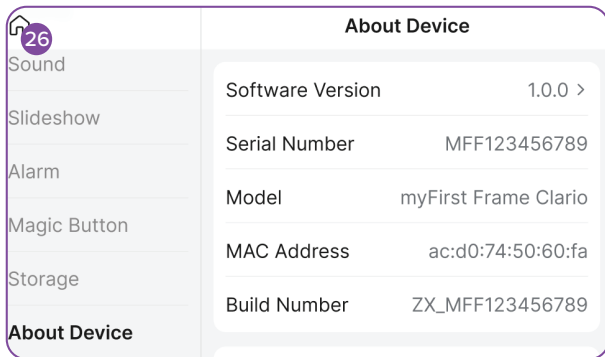 26
About Device
Sound
Slideshow
Alarm
Magic Button
Storage
About Device
Software Version 1.0.0 >
Serial Number MFF123456789
Model myFirst Frame Clario
MAC Address ac:d0:74:50:60:fa
Build Number ZX_MFF123456789